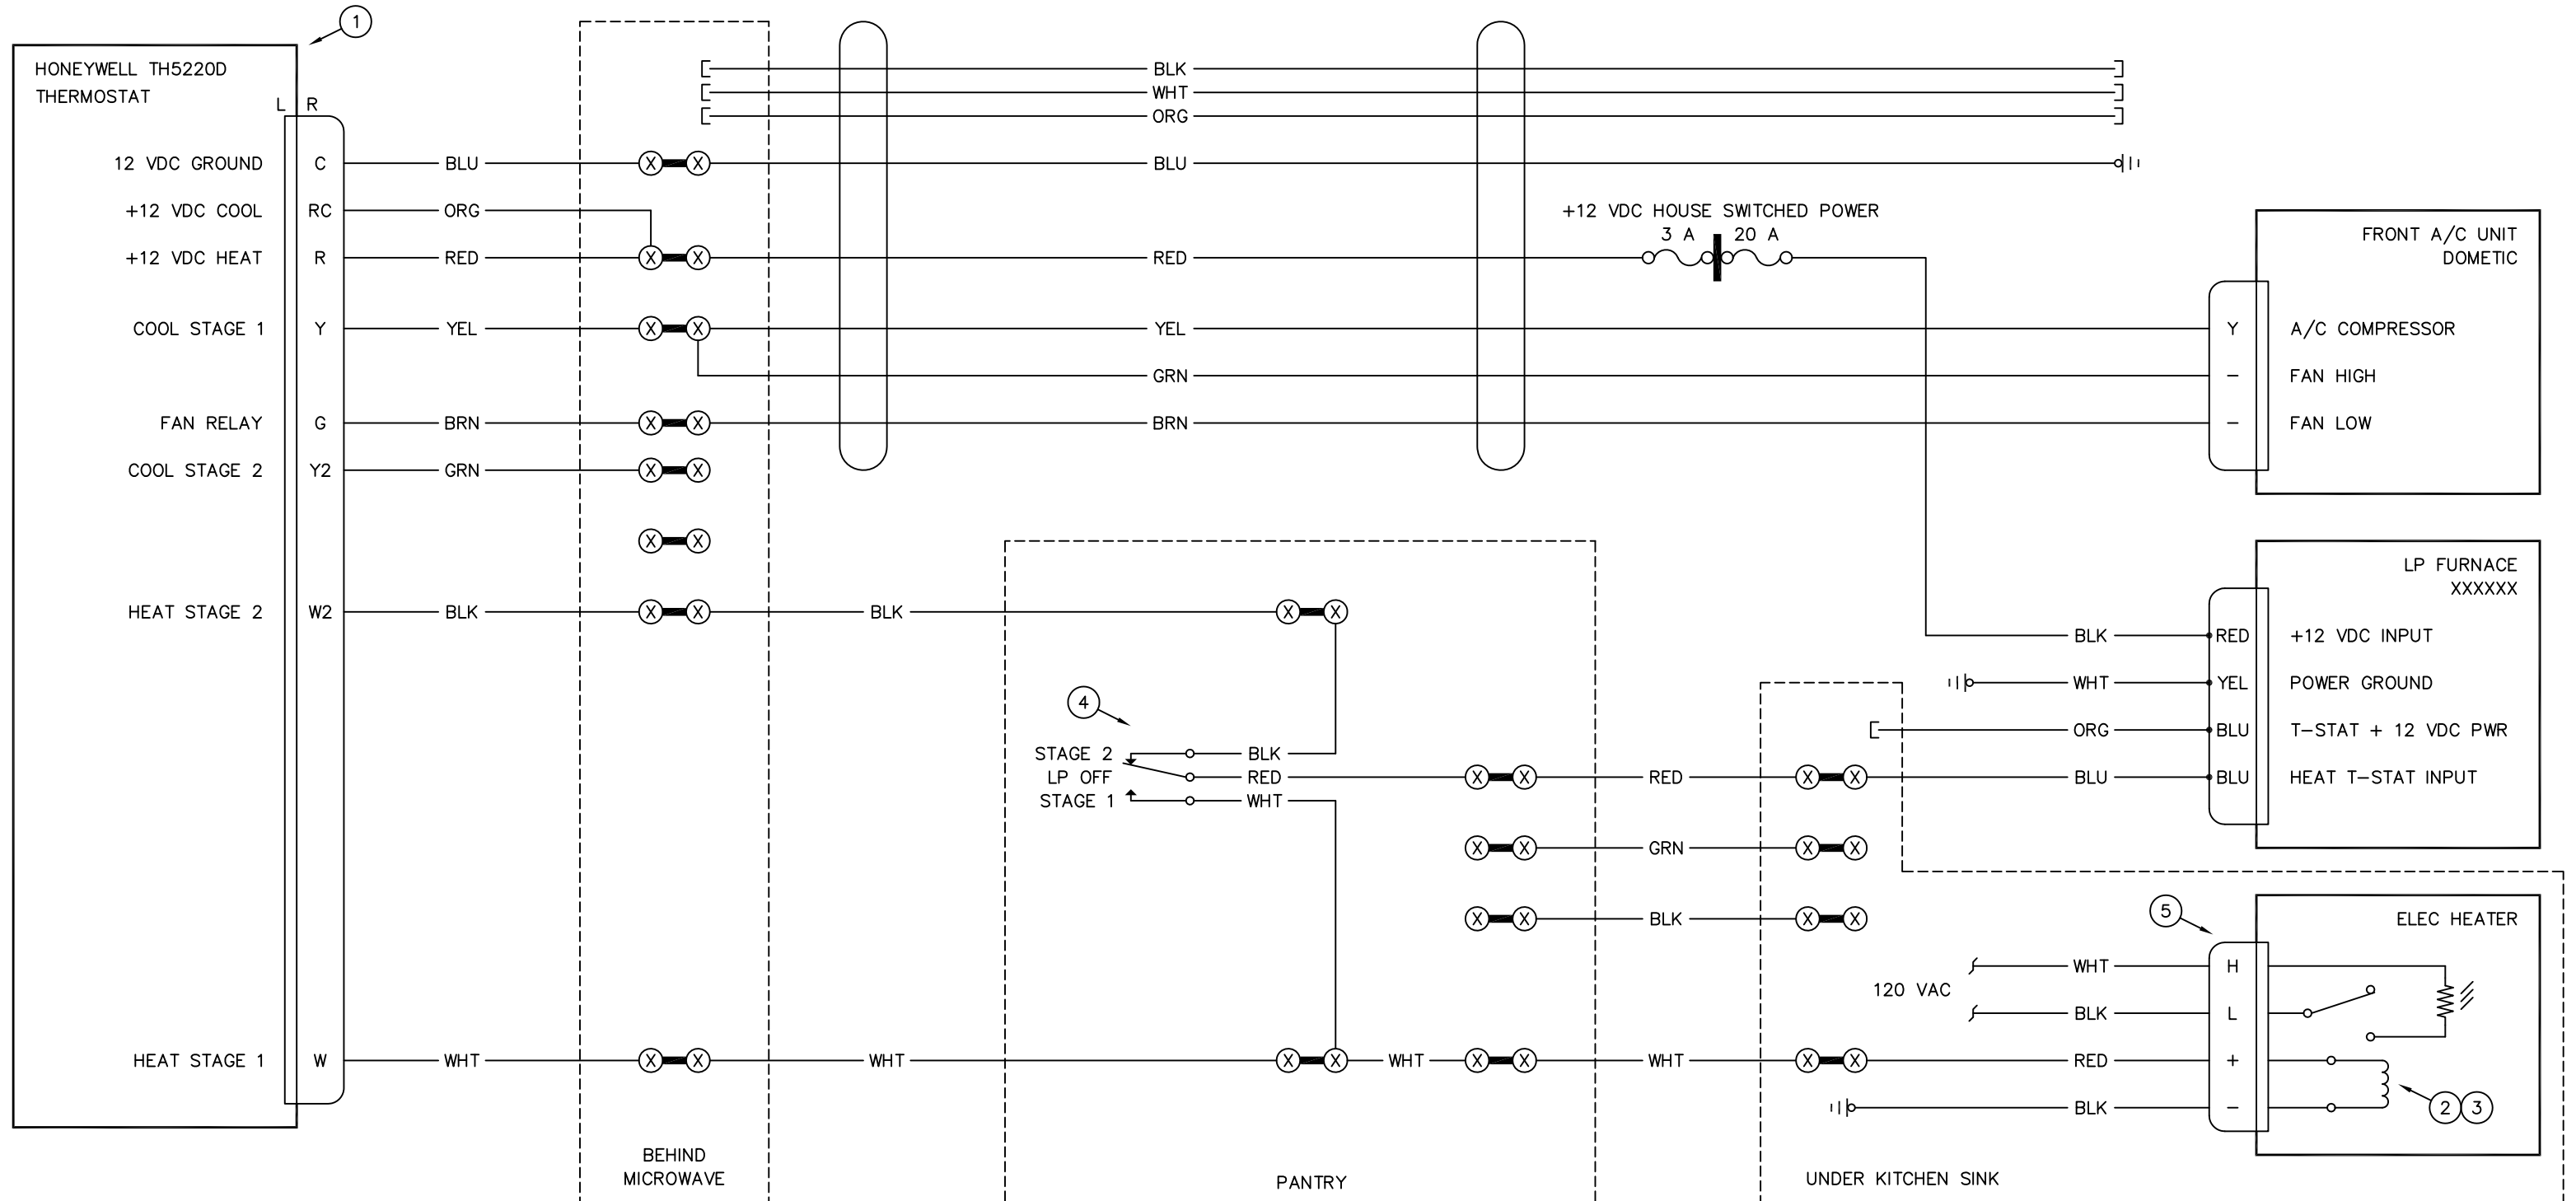 1
HONEYWELL TH5220D
THERMOSTAT
L R
BLK
WHT
ORG
12 VDC GROUND C BLU X X BLU
+12 VDC COOL RC ORG
+12 VDC HOUSE SWITCHED POWER
3 A 20 A
+12 VDC HEAT R RED X X RED
FRONT A/C UNIT
DOMETIC
COOL STAGE 1 Y YEL X X YEL Y A/C COMPRESSOR
GRN – FAN HIGH
FAN RELAY G BRN X X BRN – FAN LOW
COOL STAGE 2 Y2 GRN X X
X X
LP FURNACE
XXXXXX
HEAT STAGE 2 W2 BLK X X BLK X X
BLK RED +12 VDC INPUT
WHT YEL POWER GROUND
4
ORG BLU T-STAT + 12 VDC PWR
STAGE 2 BLK
LP OFF RED X X RED X X BLU BLU HEAT T-STAT INPUT
STAGE 1 WHT
X X GRN X X
X X BLK X X
5
ELEC HEATER
WHT H
120 VAC
BLK L
HEAT STAGE 1 W WHT X X WHT X X WHT X X WHT X X RED +
BLK –
2 3
BEHIND
MICROWAVE
PANTRY
UNDER KITCHEN SINK